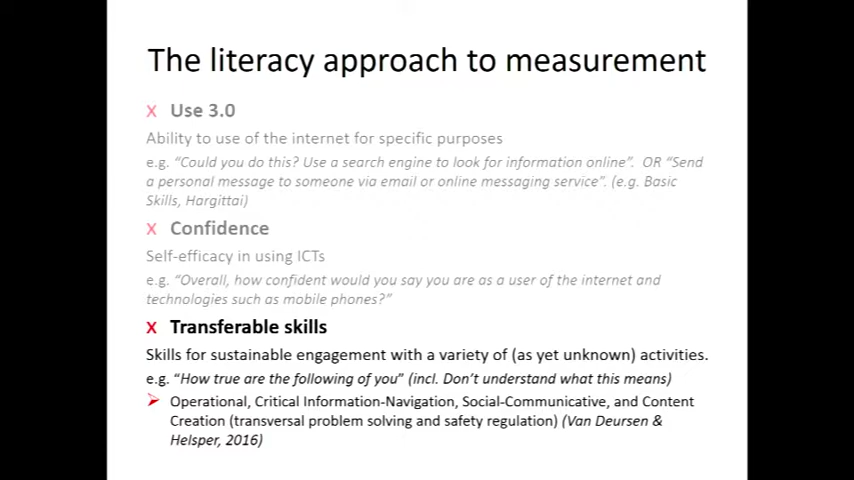 The literacy approach to measurement
X Use 3.0
Ability to use of the internet for specific purposes
e.g. “Could you do this? Use a search engine to look for information online”. OR “Send
a personal message to someone via email or online messaging service”. (e.g. Basic
Skills, Hargittai)
X Confidence
Self-efficacy in using ICTs
e.g. “Overall, how confident would you say you are as a user of the internet and
technologies such as mobile phones?”
X Transferable skills
Skills for sustainable engagement with a variety of (as yet unknown) activities.
e.g. “How true are the following of you” (incl. Don’t understand what this means)
➢ Operational, Critical Information-Navigation, Social-Communicative, and Content
Creation (transversal problem solving and safety regulation) (Van Deursen &
Helsper, 2016)